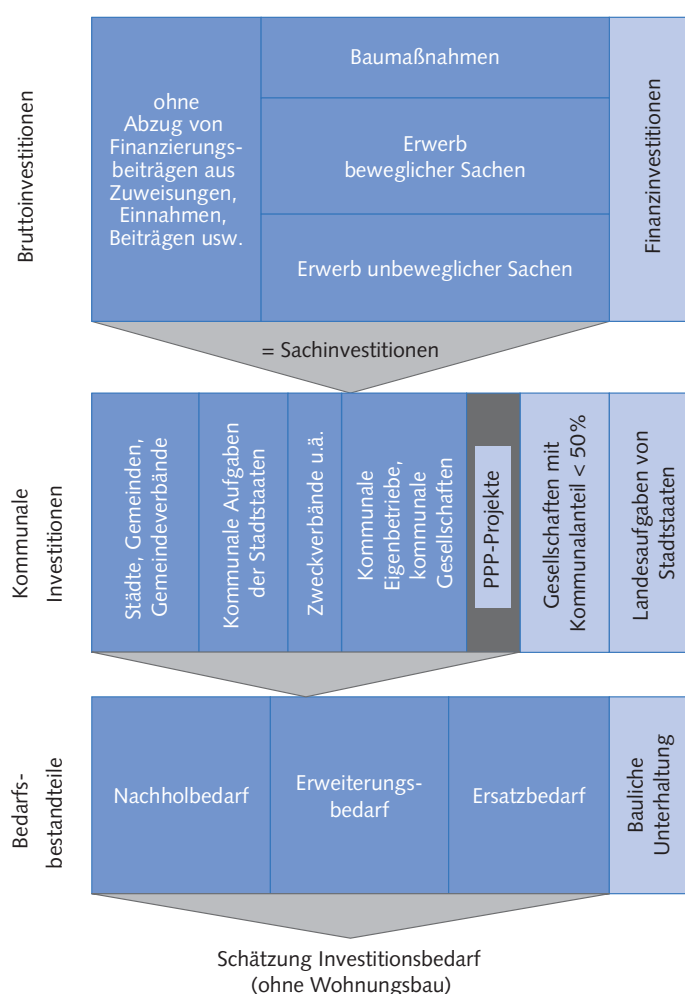 Bruttoinvestitionen
ohne
Abzug von
Finanzierungs-
beiträgen aus
Zuweisungen,
Einnahmen,
Beiträgen usw.
Baumaßnahmen
Erwerb
beweglicher Sachen
Erwerb unbeweglicher Sachen
Finanzinvestitionen
= Sachinvestitionen
Kommunale
Investitionen
Städte, Gemeinden,
Gemeindeverbände
Kommunale Aufgaben
der Stadtstaaten
Zweckverbände u.ä.
Kommunale
Eigenbetriebe,
kommunale
Gesellschaften
PPP-Projekte
Gesellschaften mit
Kommunalanteil < 50%
Landesaufgaben von
Stadtstaaten
Bedarfs-
bestandteile
Nachholbedarf
Erweiterungs-
bedarf
Ersatzbedarf
Bauliche
Unterhaltung
Schätzung Investitionsbedarf
(ohne Wohnungsbau)